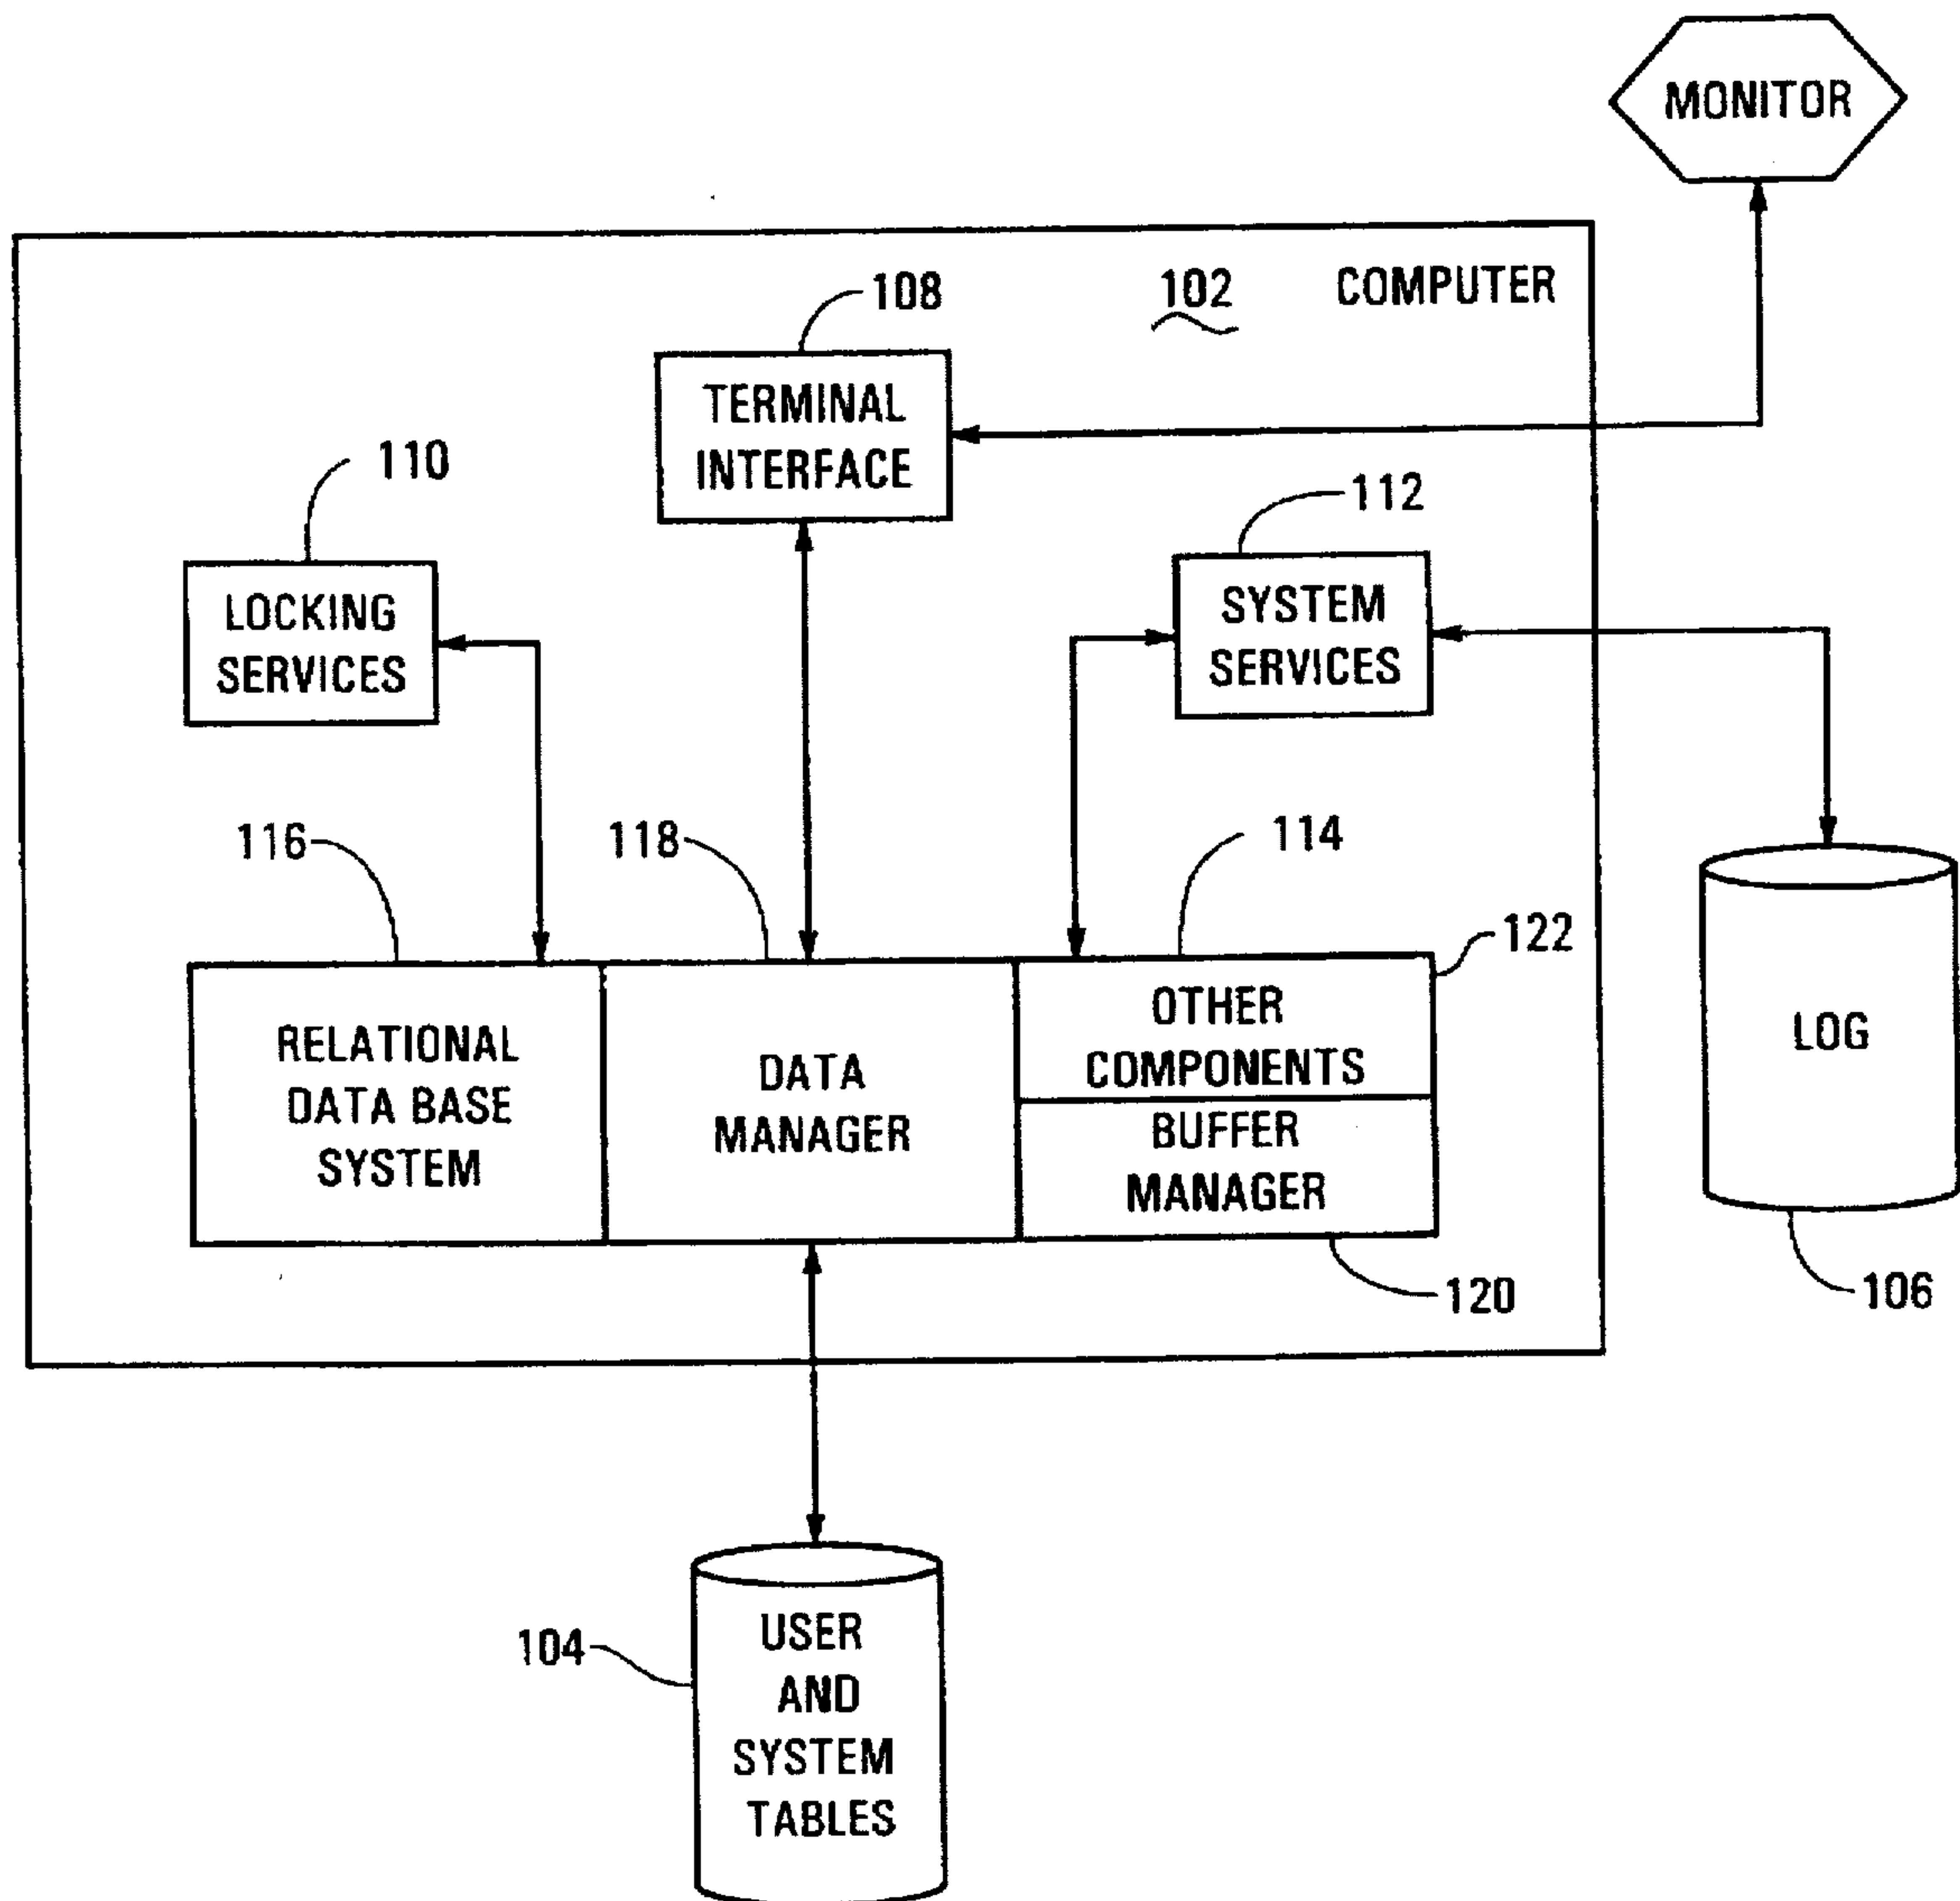 MONITOR
102
COMPUTER
108
TERMINAL
INTERFACE
110
LOCKING
SERVICES
112
SYSTEM
SERVICES
116
118
114
122
RELATIONAL
DATA BASE
SYSTEM
DATA
MANAGER
OTHER
COMPONENTS
BUFFER
MANAGER
120
LOG
106
104
USER
AND
SYSTEM
TABLES